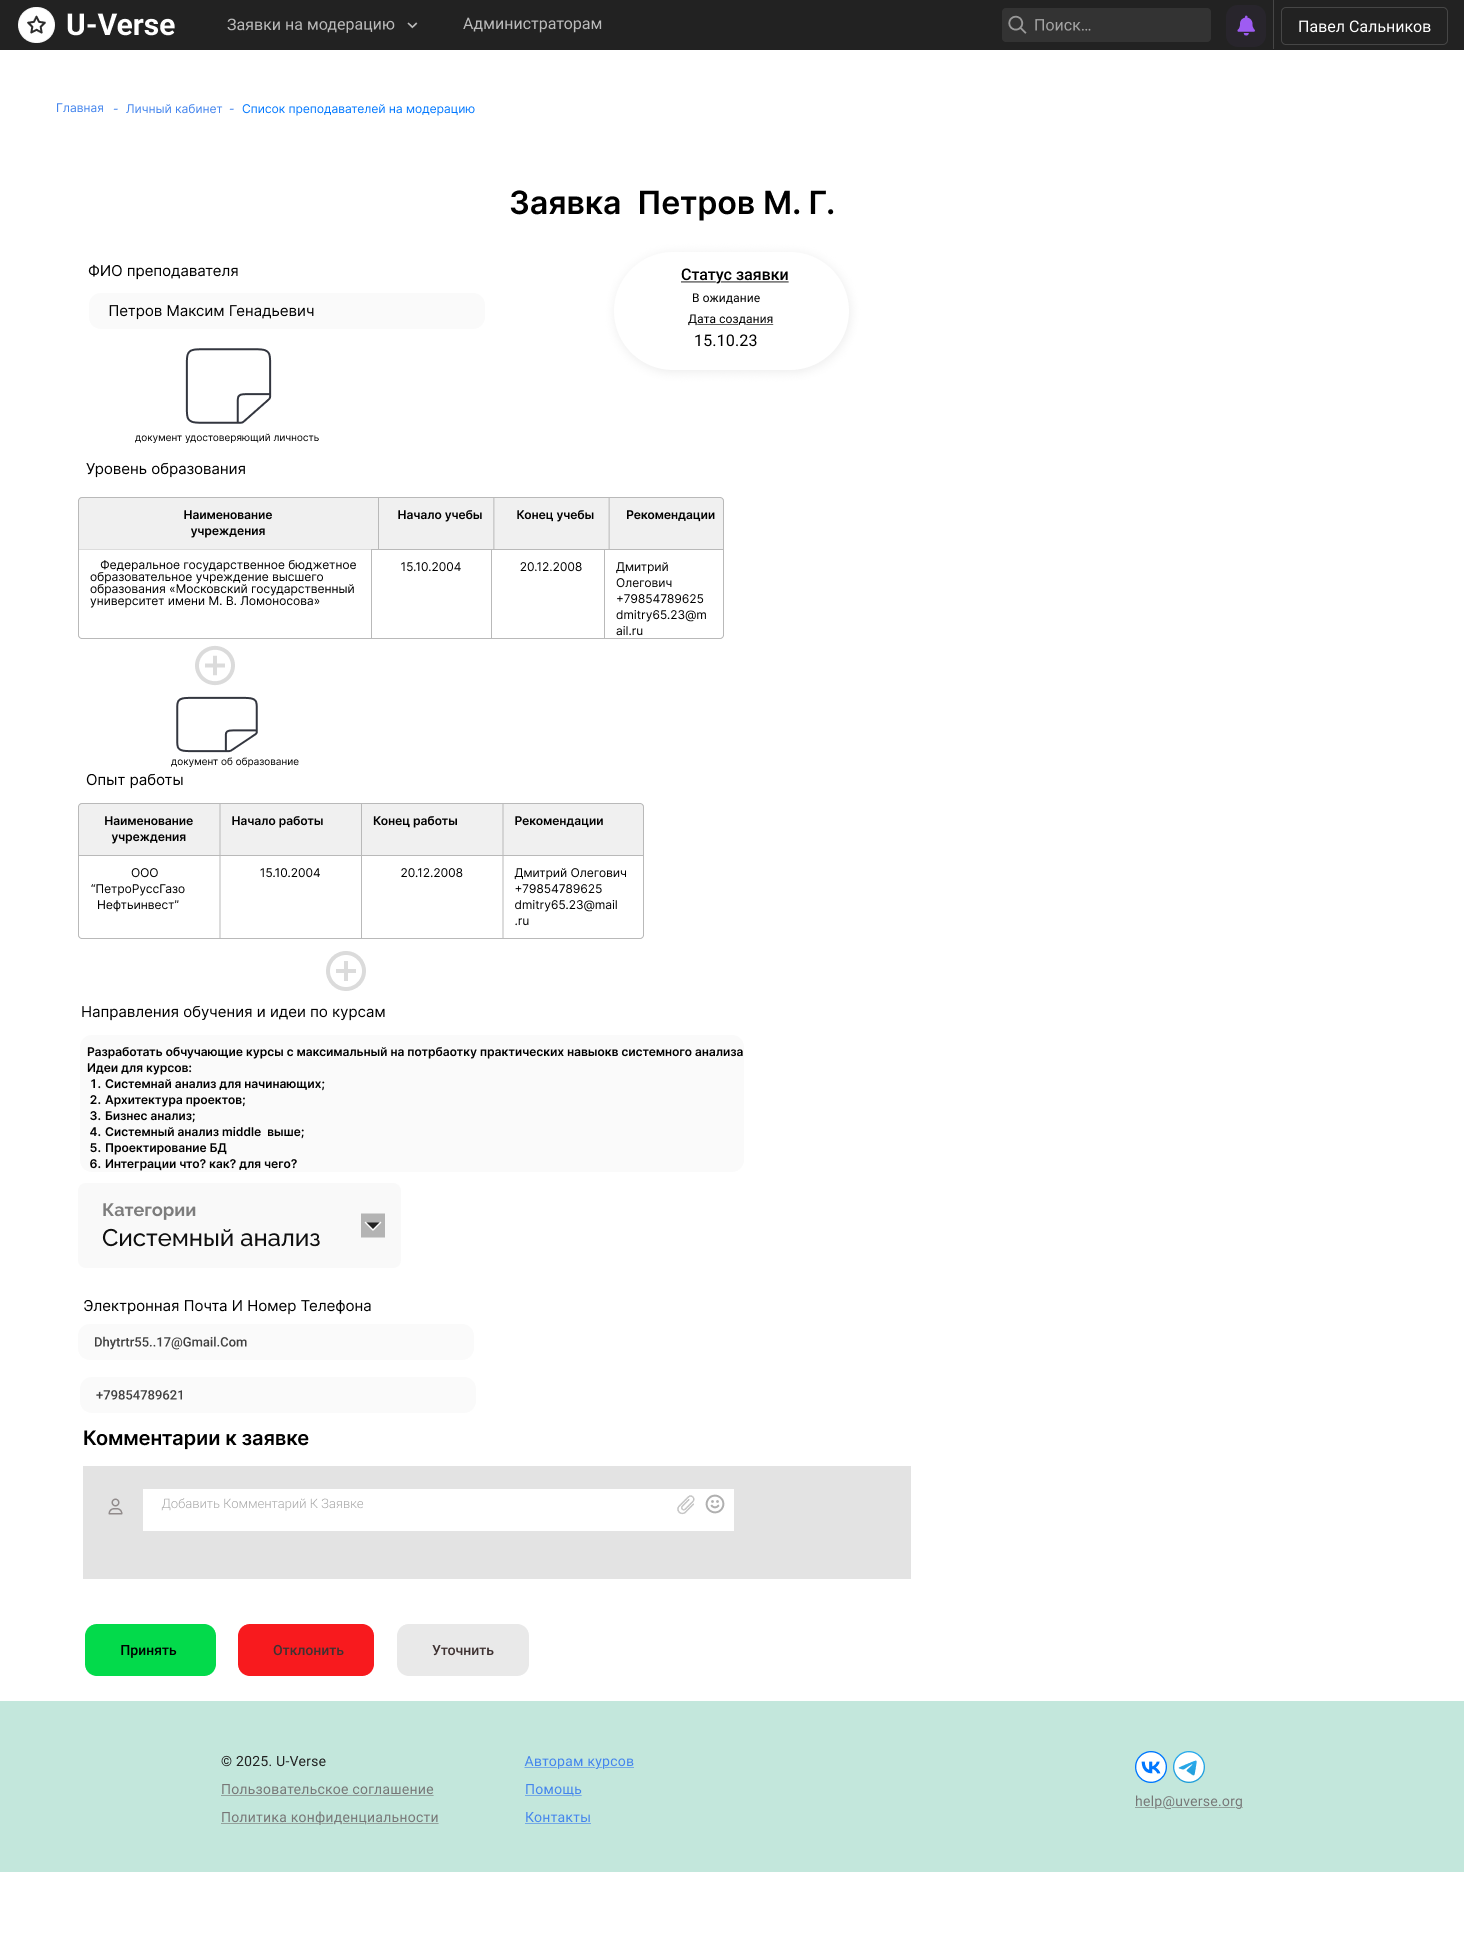 U-Verse
Заявки на модерацию
Администраторам
Поиск...
Павел Сальников
Главная - Личный кабинет - Список преподавателей на модерацию
Заявка Петров М. Г.
ФИО преподавателя
Петров Максим Генадьевич
Статус заявки
В ожидание
Дата создания
15.10.23
документ удостоверяющий личность
Уровень образования
Наименование
учреждения
Начало учебы
Конец учебы
Рекомендации
Федеральное государственное бюджетное
образовательное учреждение высшего
образования «Московский государственный
университет имени М. В. Ломоносова»
15.10.2004
20.12.2008
Дмитрий
Олегович
+79854789625
dmitry65.23@m
ail.ru
документ об образование
Опыт работы
Наименование
учреждения
Начало работы
Конец работы
Рекомендации
ООО
“ПетроРуссГазо
Нефтьинвест”
15.10.2004
20.12.2008
Дмитрий Олегович
+79854789625
dmitry65.23@mail
.ru
Направления обучения и идеи по курсам
Разработать обчучающие курсы с максимальный на потрбаотку практических навыокв системного анализа
Идеи для курсов:
1. Системнай анализ для начинающих;
2. Архитектура проектов;
3. Бизнес анализ;
4. Системный анализ middle выше;
5. Проектирование БД
6. Интеграции что? как? для чего?
Категории
Системный анализ
Электронная Почта И Номер Телефона
Dhytrtr55..17@Gmail.Com
+79854789621
Комментарии к заявке
Добавить Комментарий К Заявке
Принять
Отклонить
Уточнить
© 2025. U-Verse
Пользовательское соглашение
Политика конфиденциальности
Авторам курсов
Помощь
Контакты
help@uverse.org